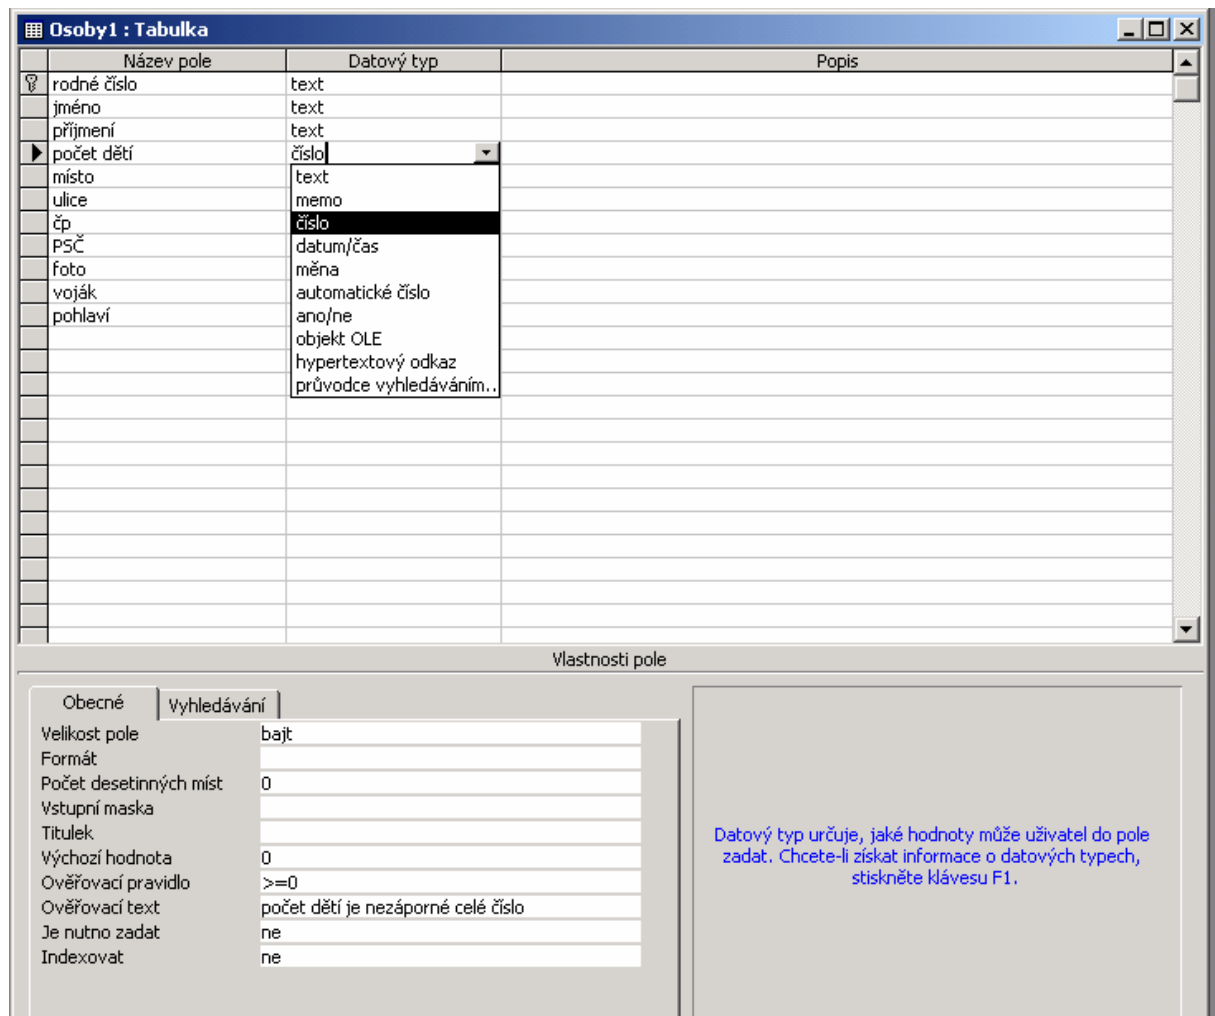 Osoby1 : Tabulka
Název pole Datový typ Popis
rodné číslo text
jméno text
příjmení text
počet dětí číslo
místo text
ulice memo
čp číslo
PSČ datum/čas
foto měna
voják automatické číslo
pohlaví ano/ne
objekt OLE
hypertextový odkaz
průvodce vyhledáváním..
Vlastnosti pole
Obecné Vyhledávání
Velikost pole bajt
Formát
Počet desetinných míst 0
Vstupní maska
Titulek
Výchozí hodnota 0
Ověřovací pravidlo >=0
Ověřovací text počet dětí je nezáporné celé číslo
Je nutno zadat ne
Indexovat ne
Datový typ určuje, jaké hodnoty může uživatel do pole
zadat. Chcete-li získat informace o datových typech,
stiskněte klávesu F1.